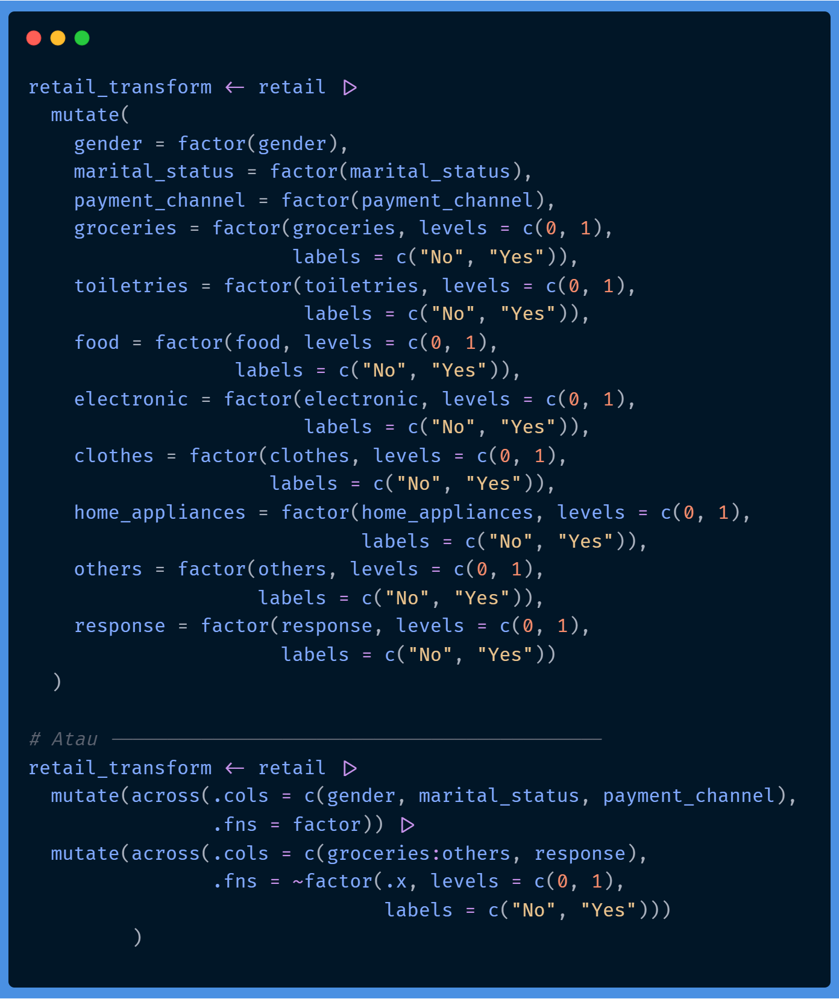 retail_transform <- retail |>
  mutate(
    gender = factor(gender),
    marital_status = factor(marital_status),
    payment_channel = factor(payment_channel),
    groceries = factor(groceries, levels = c(0, 1),
                       labels = c("No", "Yes")),
    toiletries = factor(toiletries, levels = c(0, 1),
                        labels = c("No", "Yes")),
    food = factor(food, levels = c(0, 1),
                  labels = c("No", "Yes")),
    electronic = factor(electronic, levels = c(0, 1),
                        labels = c("No", "Yes")),
    clothes = factor(clothes, levels = c(0, 1),
                     labels = c("No", "Yes")),
    home_appliances = factor(home_appliances, levels = c(0, 1),
                             labels = c("No", "Yes")),
    others = factor(others, levels = c(0, 1),
                    labels = c("No", "Yes")),
    response = factor(response, levels = c(0, 1),
                      labels = c("No", "Yes"))
  )

# Atau -------------------------------------------
retail_transform <- retail |>
  mutate(across(.cols = c(gender, marital_status, payment_channel),
                .fns = factor)) |>
  mutate(across(.cols = c(groceries:others, response),
                .fns = ~factor(.x, levels = c(0, 1),
                               labels = c("No", "Yes")))
         )